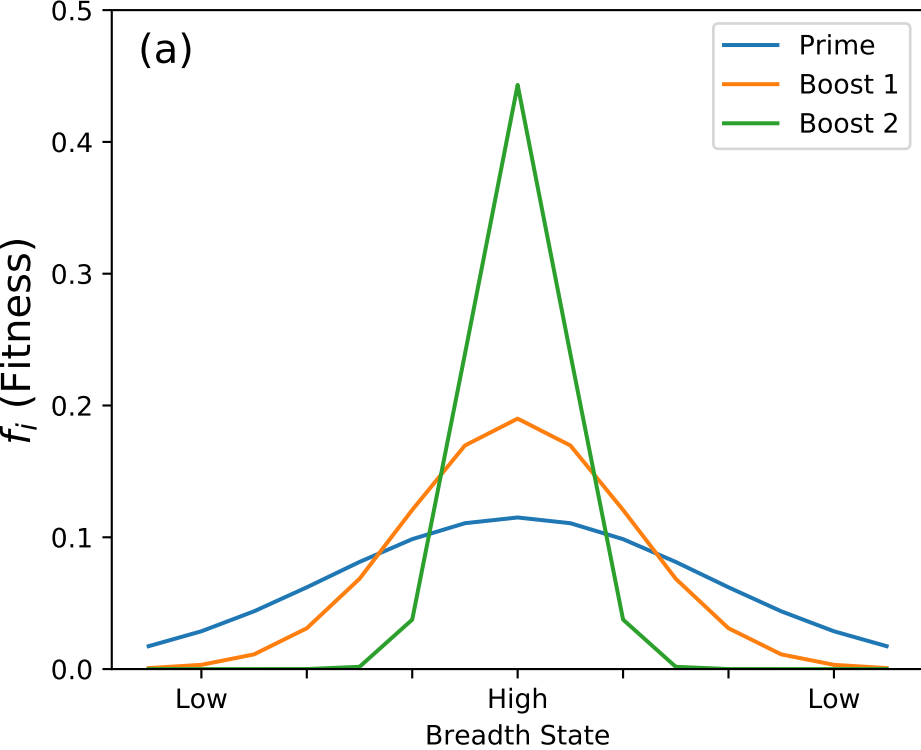 (a)
Prime
Boost 1
Boost 2
0.5
0.4
0.3
0.2
0.1
0.0
fᵢ (Fitness)
Low
High
Low
Breadth State